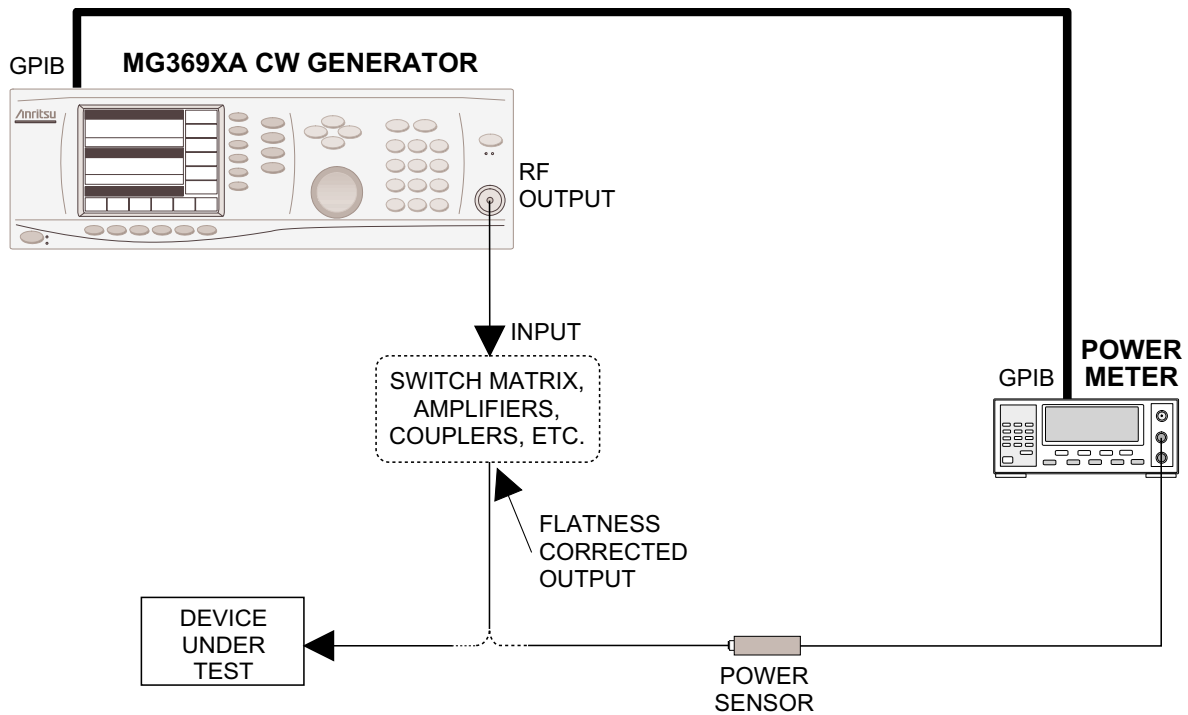 GPIB
MG369XA CW GENERATOR
/inritsu
RF
OUTPUT
INPUT
SWITCH MATRIX,
AMPLIFIERS,
COUPLERS, ETC.
POWER
METER
GPIB
FLATNESS
CORRECTED
OUTPUT
DEVICE
UNDER
TEST
POWER
SENSOR